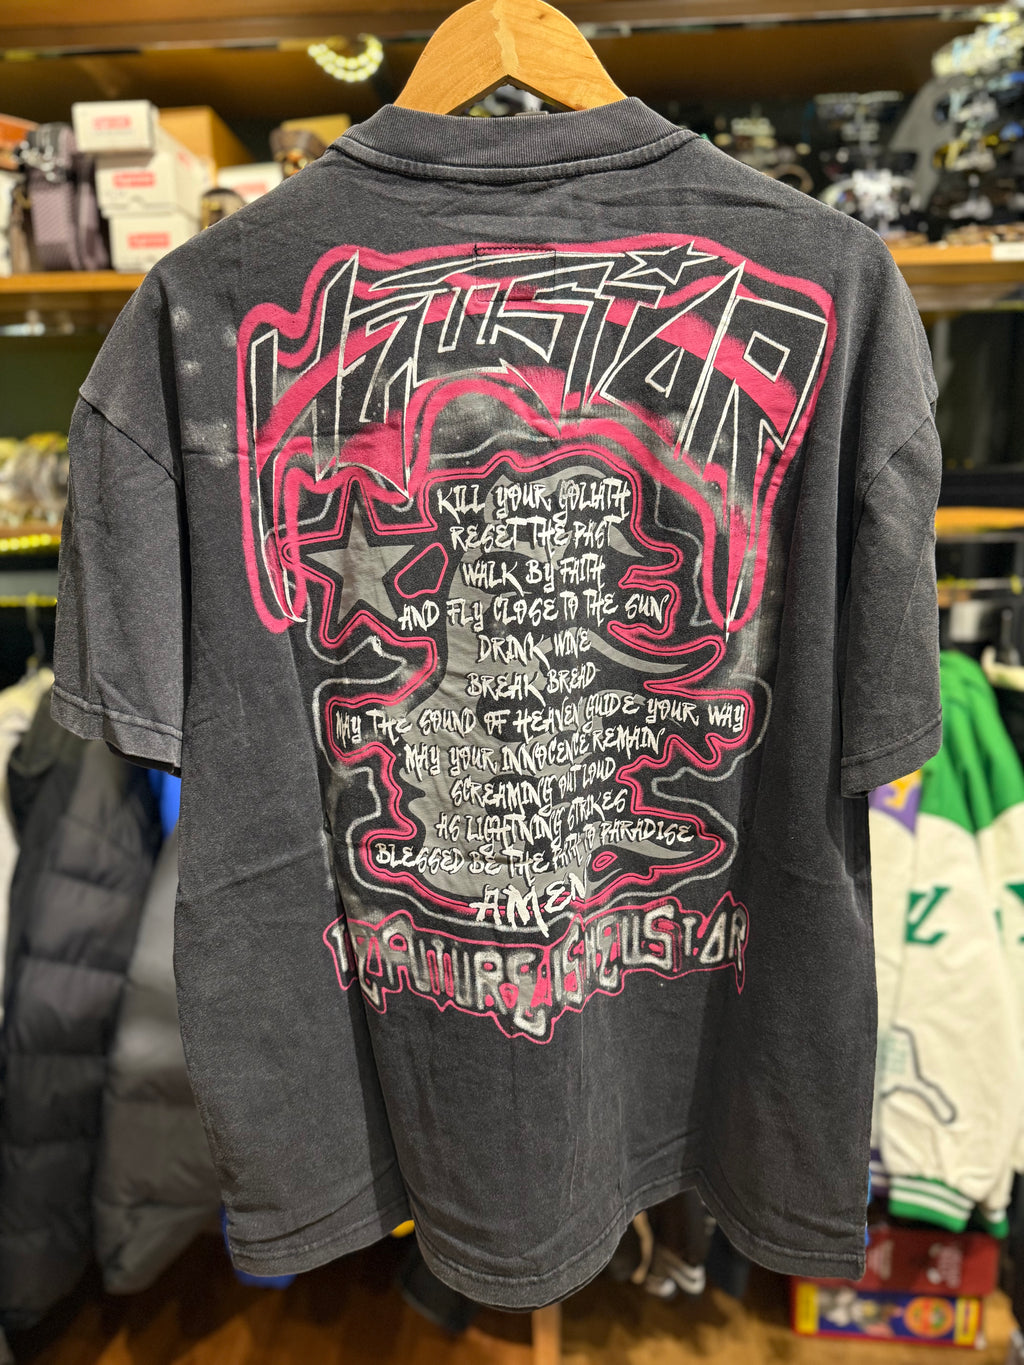 HELLSTAR
KILL YOUR GOLIATH
RESET THE PAST
WALK BY FAITH
AND FLY CLOSE TO THE SUN
DRINK WINE
BREAK BREAD
MAY THE SOUND OF HEAVEN GUIDE YOUR WAY
MAY YOUR INNOCENCE REMAIN
SCREAMING OUT LOUD
AS LIGHTNING STRIKES
BLESSED BE THE PATH TO PARADISE
AMEN